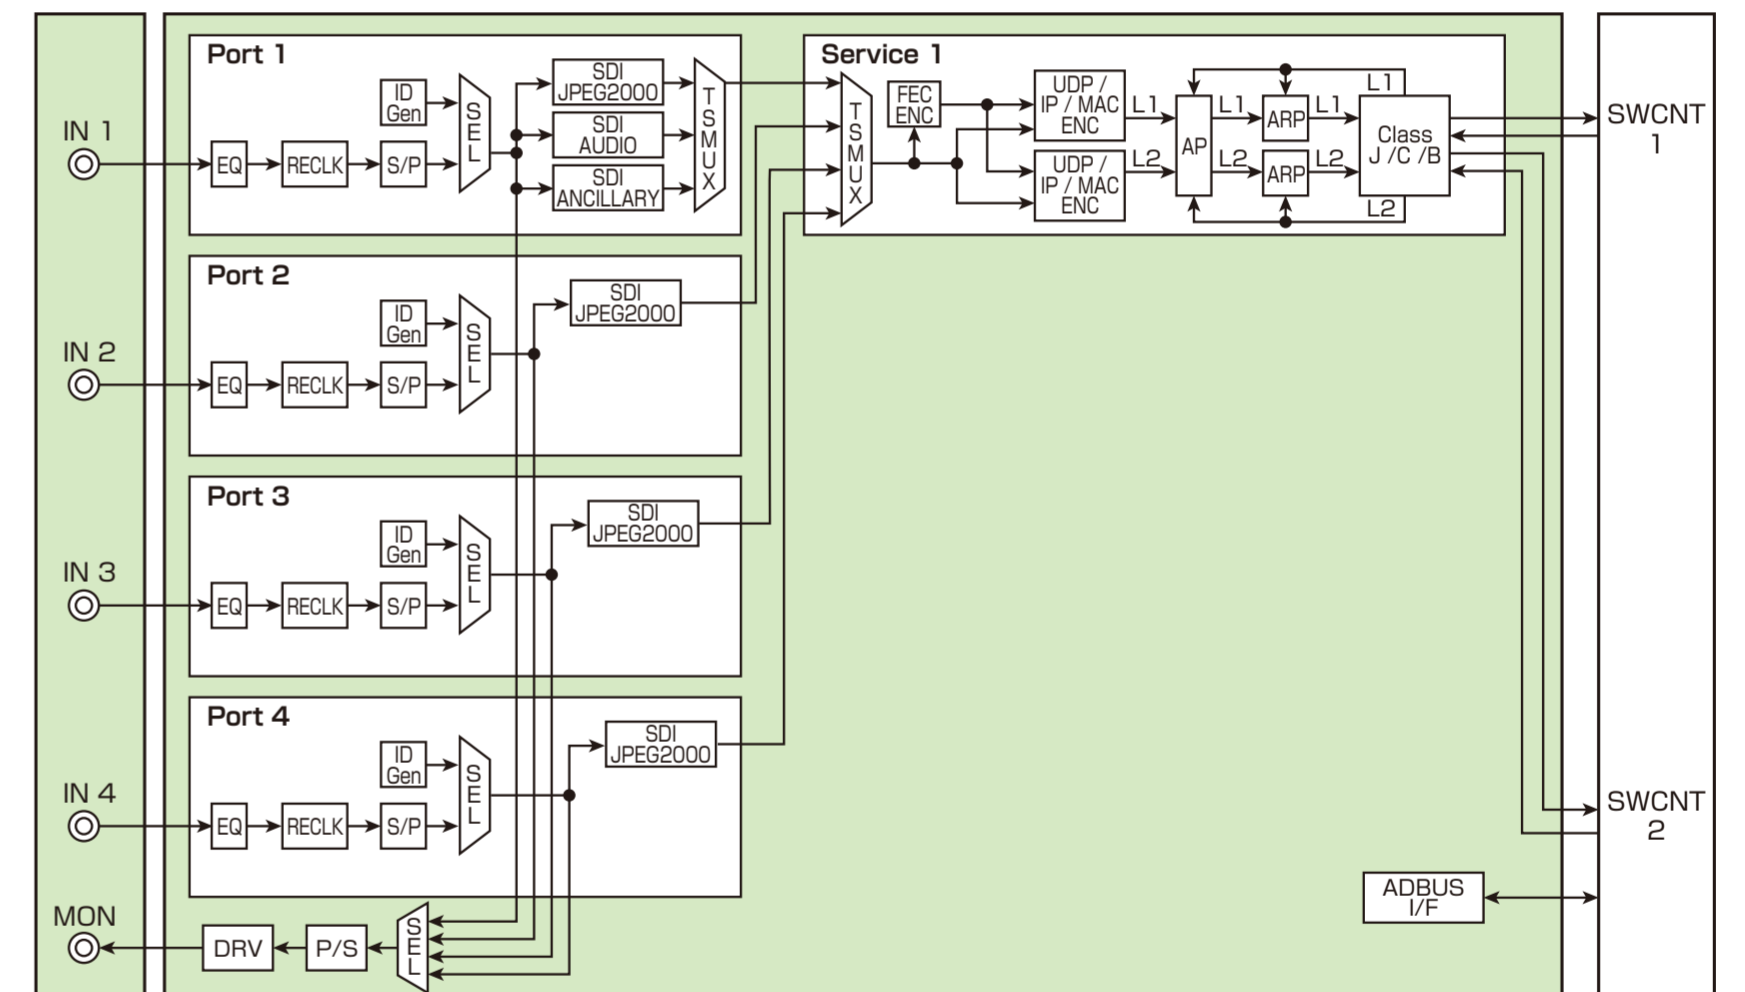 Port 1
IN 1
EQ
RECLK
S/P
ID
Gen
SEL
SDI
JPEG2000
SDI
AUDIO
SDI
ANCILLARY
TSMUX
Service 1
TSMUX
FEC
ENC
UDP /
IP / MAC
ENC
L1
UDP /
IP / MAC
ENC
L2
AP
L1
L2
ARP
ARP
L1
L2
L1
Class
J /C /B
L2
SWCNT
1
Port 2
IN 2
EQ
RECLK
S/P
ID
Gen
SEL
SDI
JPEG2000
Port 3
IN 3
EQ
RECLK
S/P
ID
Gen
SEL
SDI
JPEG2000
Port 4
IN 4
EQ
RECLK
S/P
ID
Gen
SEL
SDI
JPEG2000
SWCNT
2
ADBUS
I/F
MON
DRV
P/S
SEL